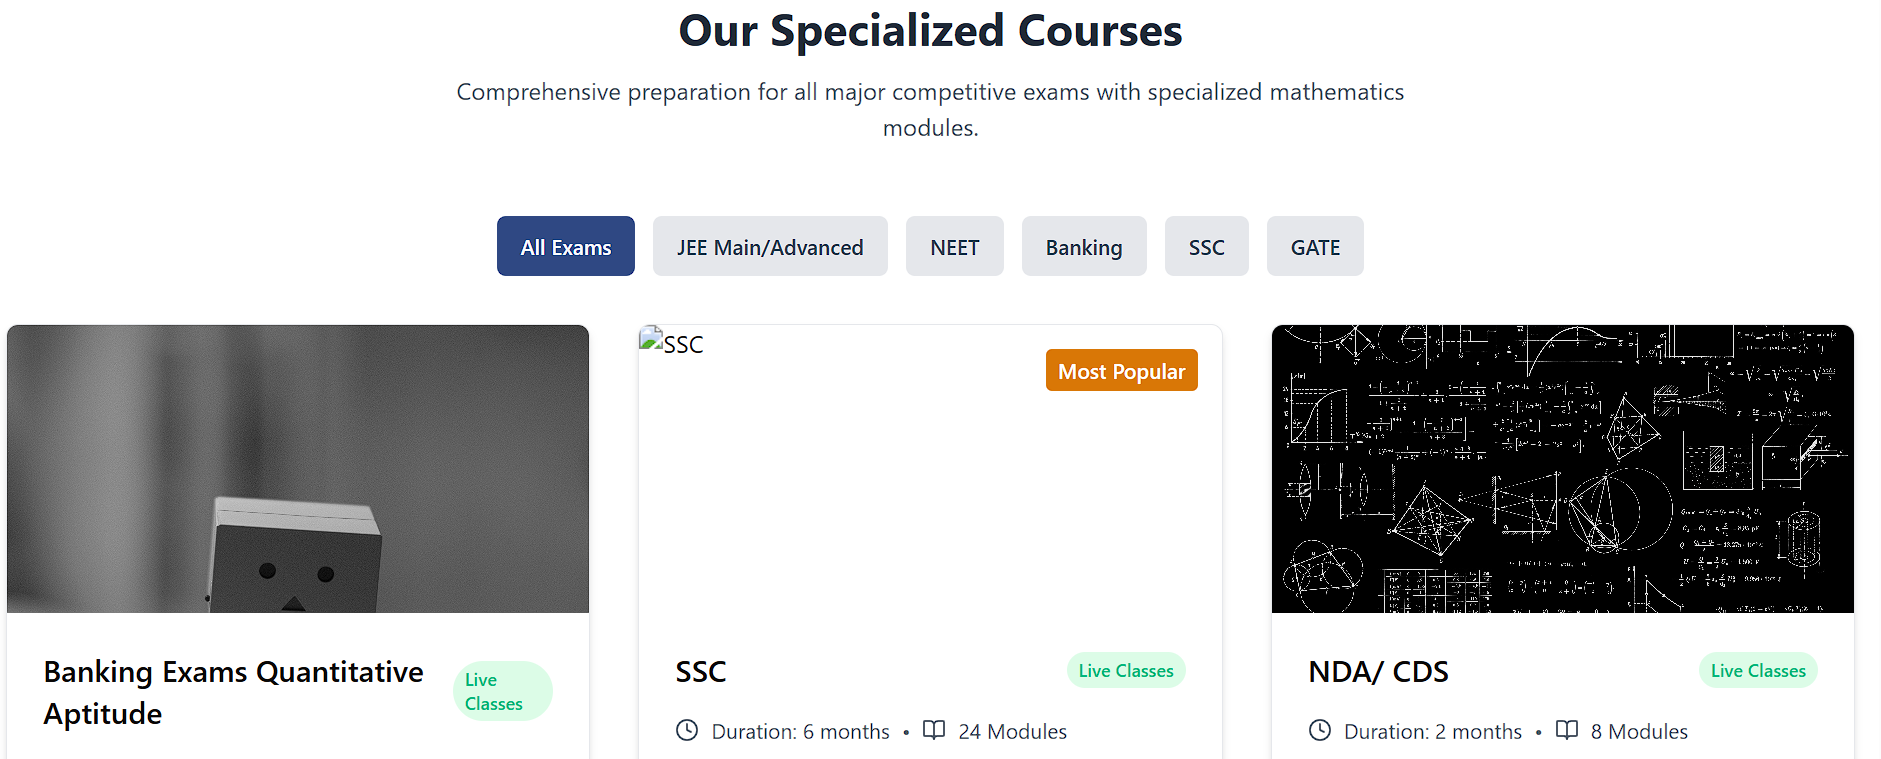 Our Specialized Courses
Comprehensive preparation for all major competitive exams with specialized mathematics
modules.
All Exams
JEE Main/Advanced
NEET
Banking
SSC
GATE
SSC
Most Popular
Banking Exams Quantitative
Aptitude
Live
Classes
SSC
Live Classes
Duration: 6 months • 24 Modules
NDA/ CDS
Live Classes
Duration: 2 months • 8 Modules